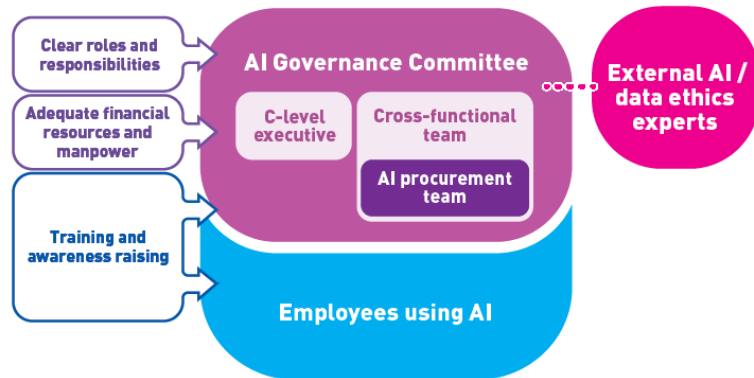 Clear roles and
responsibilities
Adequate financial
resources and
manpower
Training and
awareness raising
AI Governance Committee
C-level
executive
Cross-functional
team
AI procurement
team
Employees using AI
External AI /
data ethics
experts